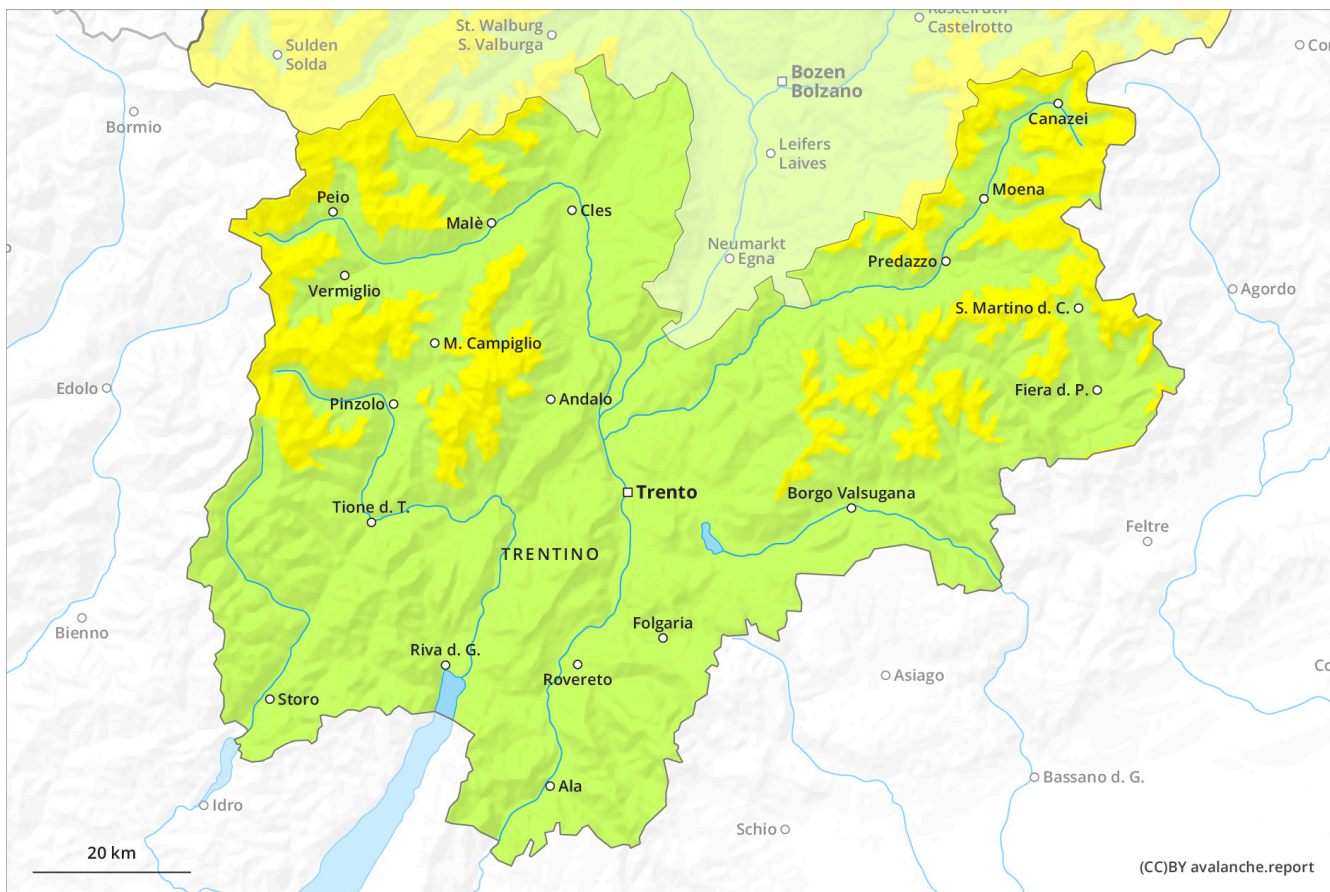 Kastelruth
Castelrotto
St. Walburg
S. Valburga
Sulden
Solda
Bozen
Bolzano
Bormio
Canazei
Leifers
Laives
Peio
Moena
Malè
Cles
Neumarkt
Egna
Predazzo
Vermiglio
Agordo
S. Martino d. C.
M. Campiglio
Edolo
Pinzolo
Andalo
Fiera d. P.
Trento
Borgo Valsugana
Tione d. T.
Feltre
TRENTINO
Bienno
Folgaria
Riva d. G.
Rovereto
Asiago
Storo
Ala
Bassano d. G.
Idro
Schio
20 km
(CC)BY avalanche.report